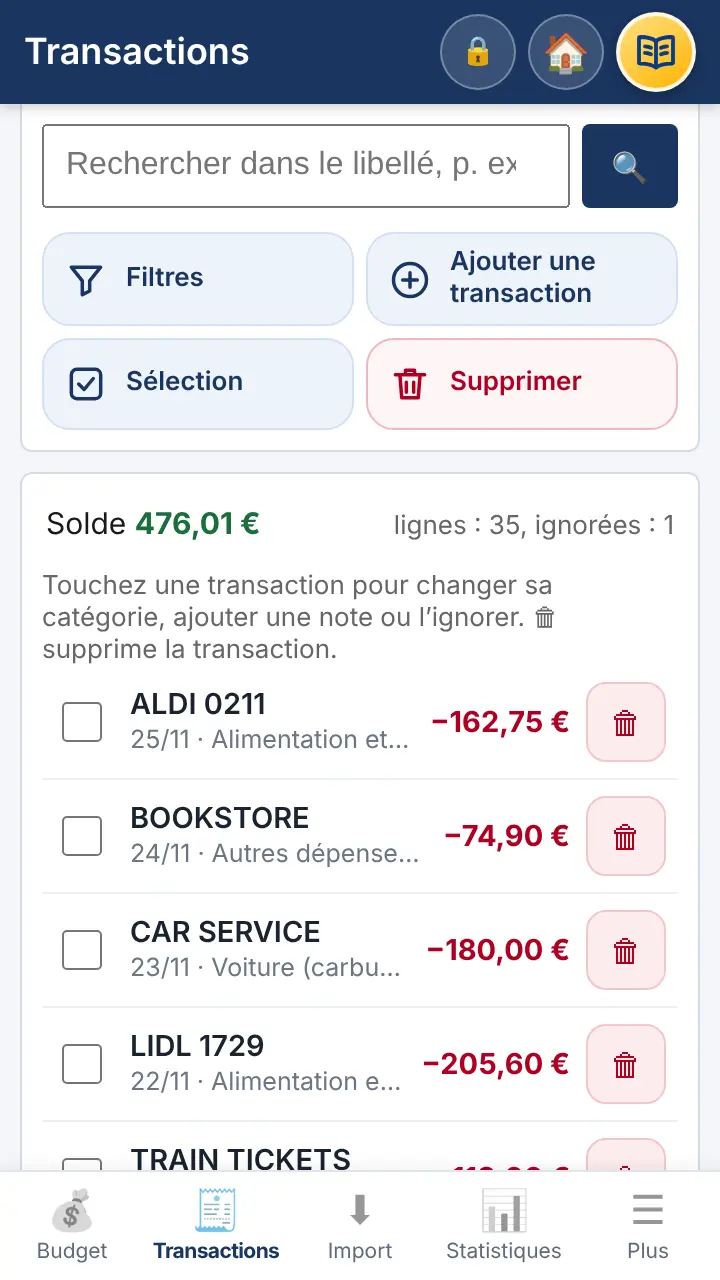 Transactions
Rechercher dans le libellé, p. ex
Filtres
Ajouter une
transaction
Sélection
Supprimer
Solde 476,01 €
lignes : 35, ignorées : 1
Touchez une transaction pour changer sa
catégorie, ajouter une note ou l’ignorer. 🗑
supprime la transaction.
ALDI 0211
25/11 · Alimentation et...
−162,75 €
BOOKSTORE
24/11 · Autres dépense...
−74,90 €
CAR SERVICE
23/11 · Voiture (carbu...
−180,00 €
LIDL 1729
22/11 · Alimentation e...
−205,60 €
TRAIN TICKETS
Budget
Transactions
Import
Statistiques
Plus